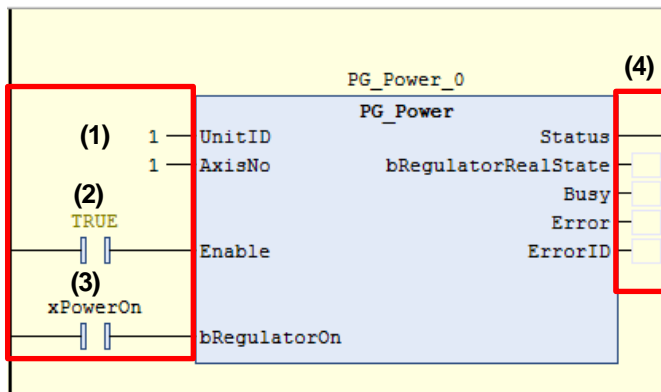 PG_Power_0
(4)
PG_Power
(1)
1
UnitID
Status
1
AxisNo
bRegulatorRealState
(2)
Busy
TRUE
Error
Enable
ErrorID
(3)
xPowerOn
bRegulatorOn